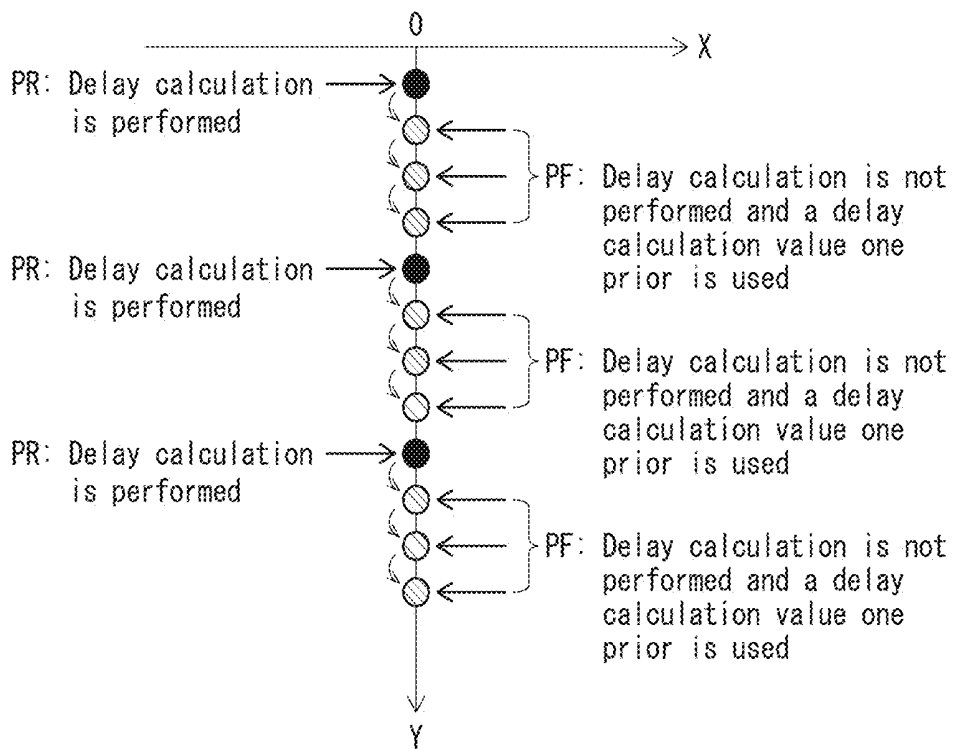 0
X
PR: Delay calculation
is performed
PF: Delay calculation is not
performed and a delay
calculation value one
prior is used
PR: Delay calculation
is performed
PF: Delay calculation is not
performed and a delay
calculation value one
prior is used
PR: Delay calculation
is performed
PF: Delay calculation is not
performed and a delay
calculation value one
prior is used
Y